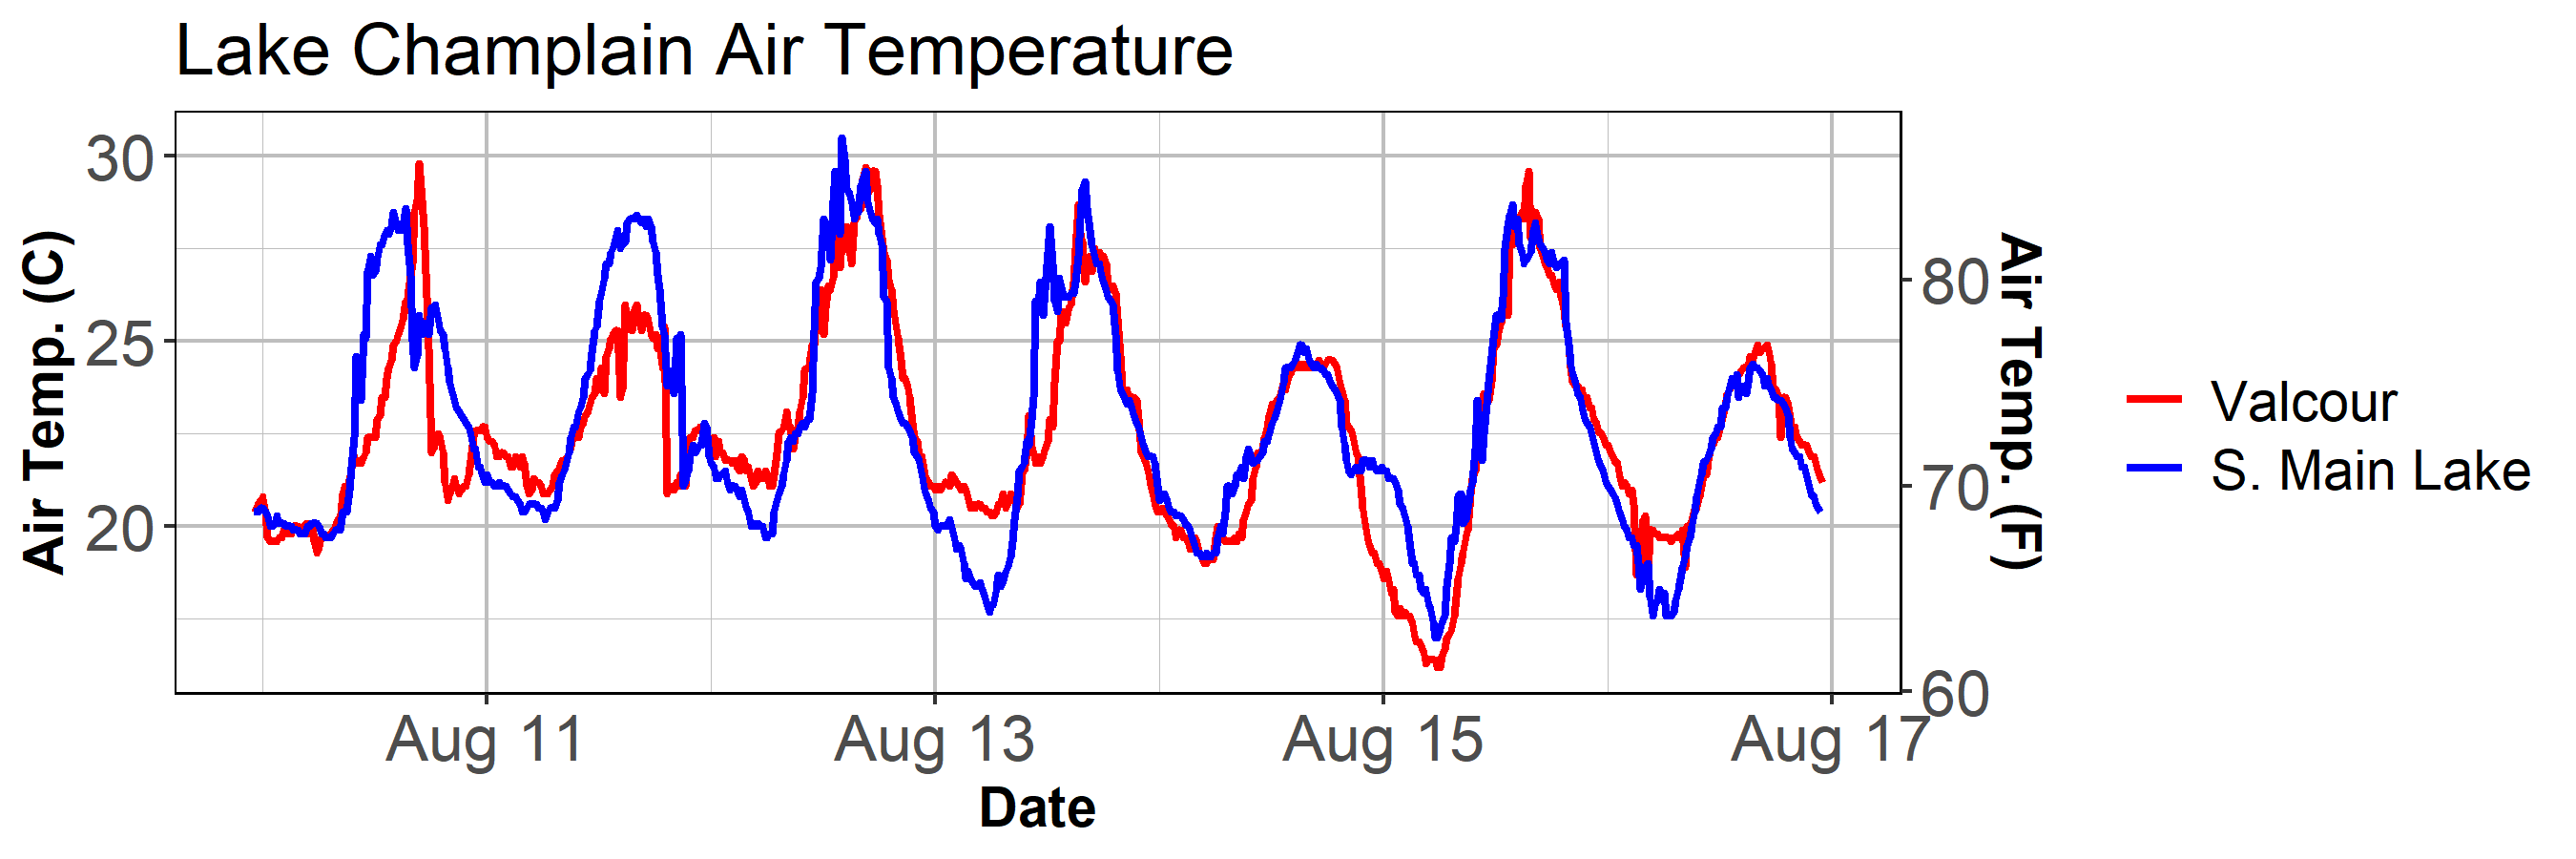 Lake Champlain Air Temperature
Air Temp. (C)
30
25
20
Aug 11
Aug 13
Aug 15
Aug 17
Date
80
70
60
Air Temp. (F)
Valcour
S. Main Lake